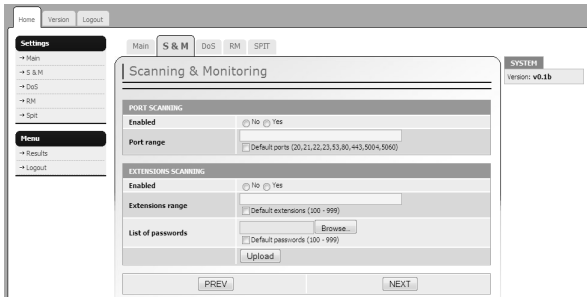 Home Version Logout
Settings
→ Main
→ S & M
→ DoS
→ RM
→ Spit
Menu
→ Results
→ Logout
Main S & M DoS RM SPIT
Scanning & Monitoring
PORT SCANNING
Enabled No Yes
Port range
Default ports (20,21,22,23,53,80,443,5004,5060)
EXTENSIONS SCANNING
Enabled No Yes
Extensions range
Default extensions (100 - 999)
List of passwords Browse...
Default passwords (100 - 999)
Upload
PREV NEXT
SYSTEM
Version: v0.1b